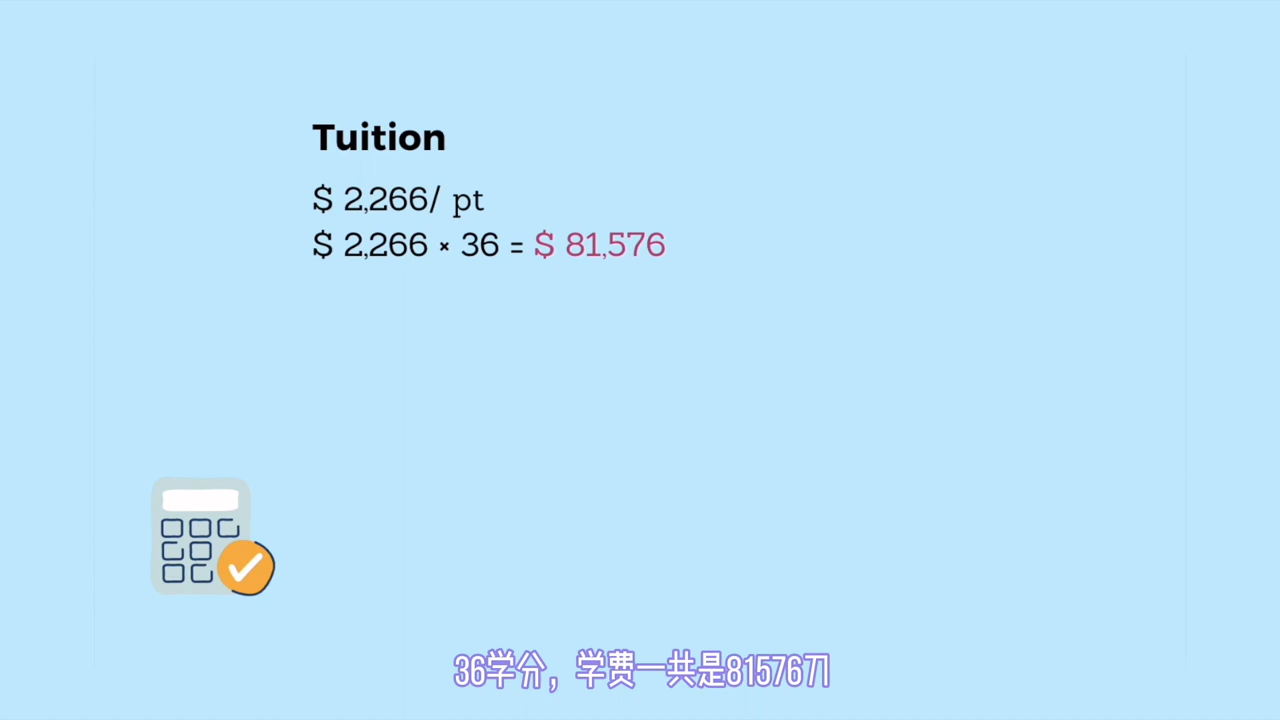 Tuition
$ 2,266/ pt
$ 2,266 × 36 = $ 81,576
36学分，学费一共是81576刀